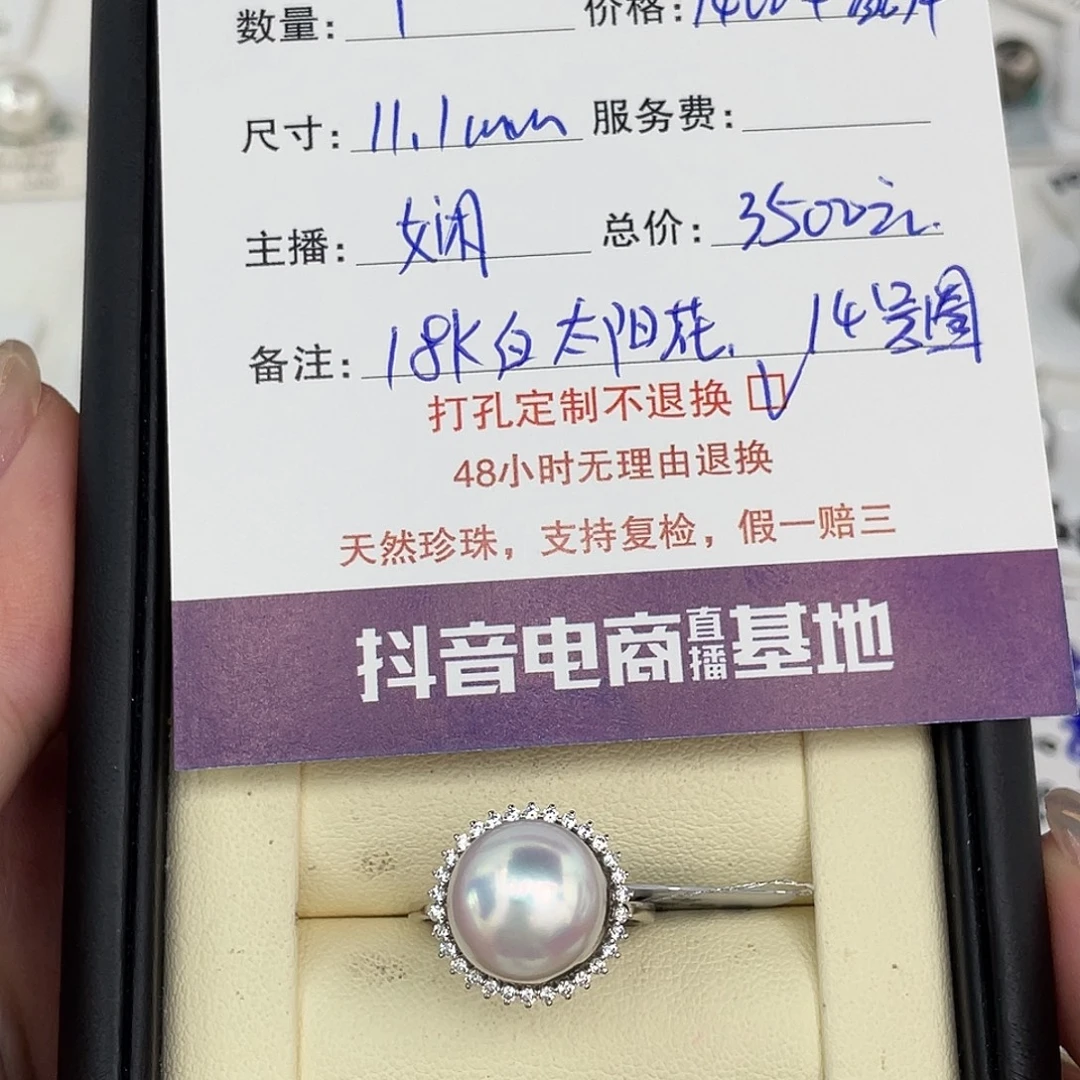 数量: 1 价格: 1400+
尺寸: 11.1mm 服务费:
主播: 女闲 总价: 3500元.
备注: 18K白太阳花. 14号圈
打孔定制不退换
48小时无理由退换
天然珍珠，支持复检，假一赔三
抖音电商直播基地